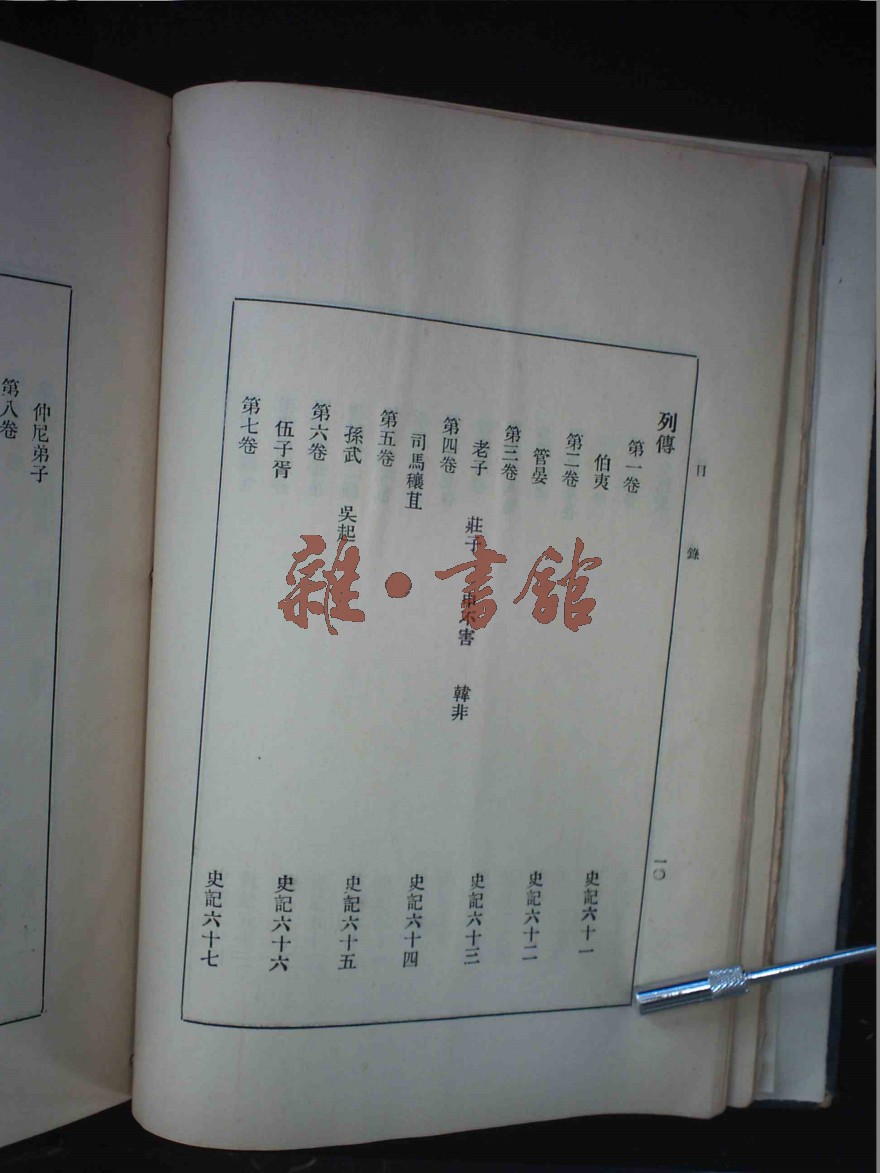 目錄
一〇
列傳
第一卷
伯夷
史記六十一
第二卷
管晏
史記六十二
第三卷
老子 莊子 申不害 韓非
史記六十三
第四卷
司馬穰苴
史記六十四
第五卷
孫武 吳起
史記六十五
第六卷
伍子胥
史記六十六
第七卷
史記六十七
仲尼弟子
第八卷
雜·書館